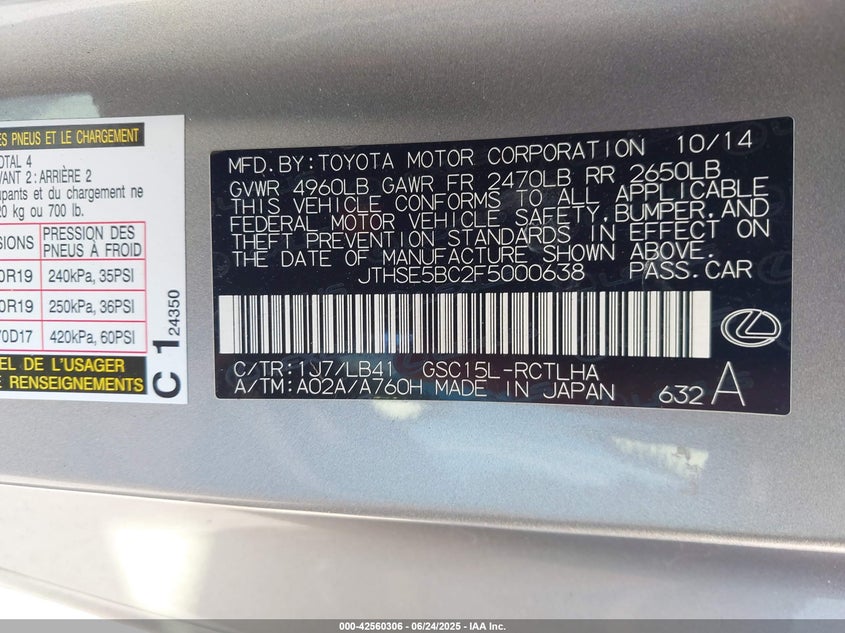 ES PNEUS ET LE CHARGEMENT
OTAL 4
VANT 2: ARRIÈRE 2
upants et du chargement ne
20 kg ou 700 lb.
SIONS
PRESSION DES
PNEUS À FROID
0R19 240kPa, 35PSI
0R19 250kPa, 36PSI
70D17 420kPa, 60PSI
EL DE L'USAGER
E RENSEIGNEMENTS
C 1 24350
MFD.BY:TOYOTA MOTOR CORPORATION 10/14
GVWR 4960LB GAWR FR 2470LB RR 2650LB
THIS VEHICLE CONFORMS TO ALL APPLICABLE
FEDERAL MOTOR VEHICLE SAFETY,BUMPER,AND
THEFT PREVENTION STANDARDS IN EFFECT ON
THE DATE OF MANUFACTURE SHOWN ABOVE.
JTHSE5BC2F5000638 PASS.CAR
C/TR:1J7/LB41 GSC15L-RCTLHA
A/TM:A02A/A760H MADE IN JAPAN 632 A
000-42560306 - 06/24/2025 - IAA Inc.